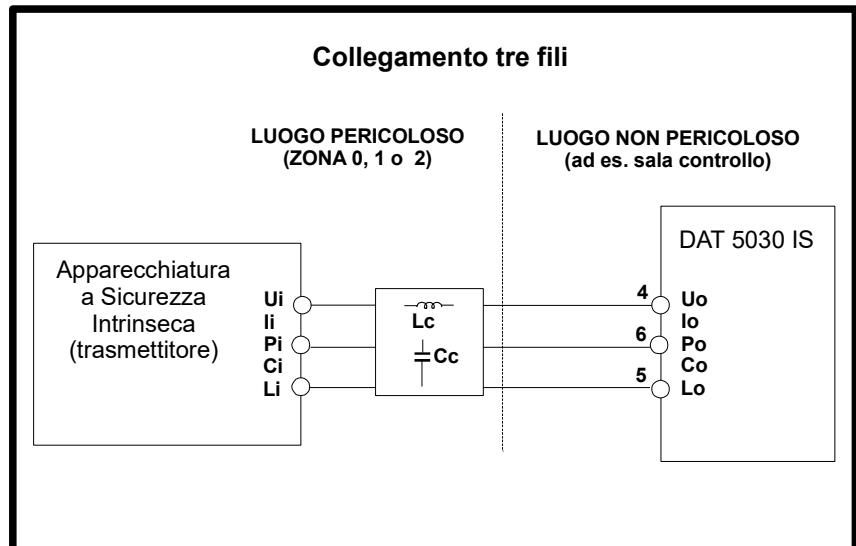 Collegamento tre fili
LUOGO PERICOLOSO
(ZONA 0, 1 o 2)
LUOGO NON PERICOLOSO
(ad es. sala controllo)
Apparecchiatura
a Sicurezza
Intrinseca
(trasmettitore)
Ui
Ii
Pi
Ci
Li
Lc
Cc
4
6
5
DAT 5030 IS
Uo
Io
Po
Co
Lo